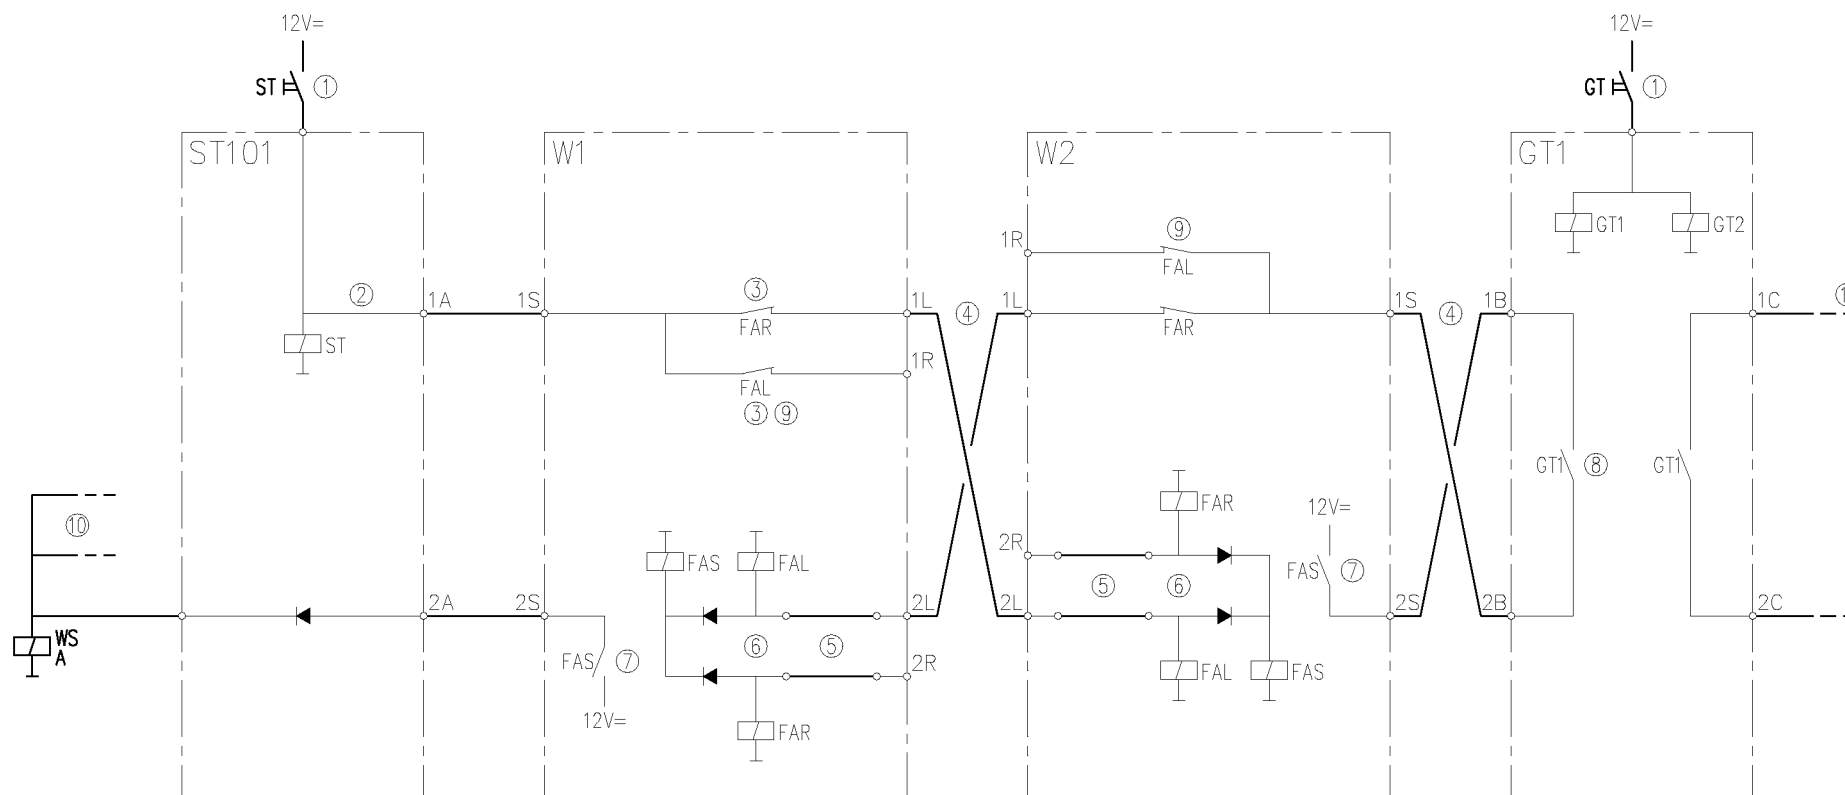 12V=
12V=
ST ①
GT ①
ST101
W1
W2
GT1
GT1
GT2
1R
⑨
FAL
②
1A
1S
③
FAR
1L
④
1L
FAR
1S
④
1B
1C
ST
1R
FAL
③ ⑨
GT1 ⑧
GT1
⑩
FAR
12V=
2R
FAS
FAL
⑤
⑥
FAS ⑦
2A
2S
2L
2L
2S
2B
2C
WS
A
FAS ⑦
⑥
⑤
2R
FAL
FAS
12V=
FAR